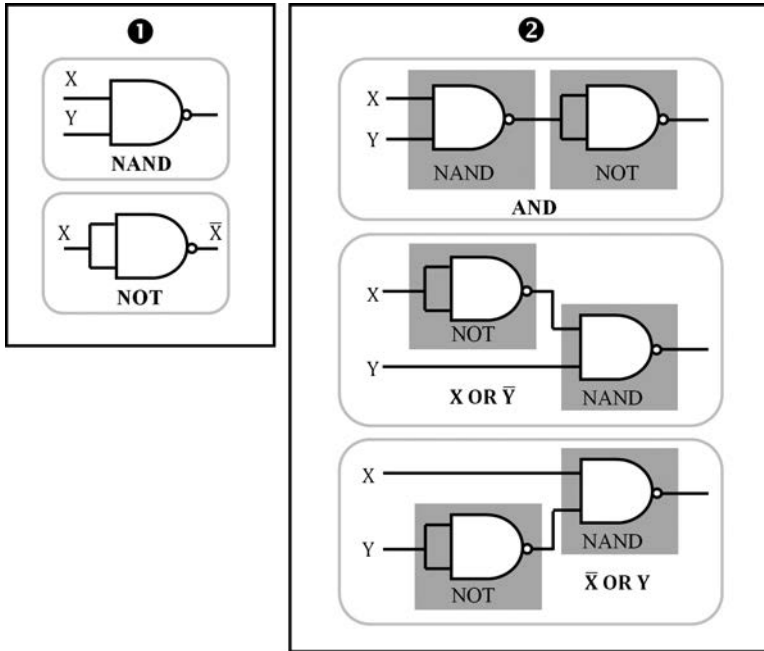 ❶
X
Y
NAND
X X̅
NOT
❷
X
Y
NAND NOT
AND
X
NOT
Y
X OR Y̅ NAND
X
NAND
Y
NOT
X̅ OR Y